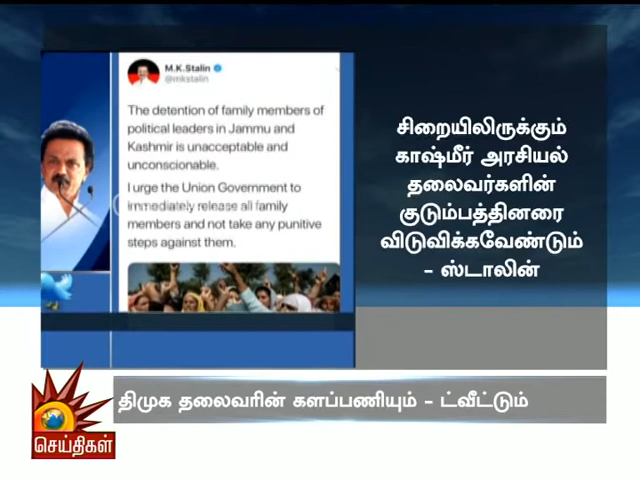 M.K.Stalin
@mkstalin
The detention of family members of
political leaders in Jammu and
Kashmir is unacceptable and
unconscionable.
I urge the Union Government to
immediately release all family
members and not take any punitive
steps against them.
சிறையிலிருக்கும்
காஷ்மீர் அரசியல்
தலைவர்களின்
குடும்பத்தினரை
விடுவிக்கவேண்டும்
- ஸ்டாலின்
திமுக தலைவரின் களப்பணியும் - ட்வீட்டும்
செய்திகள்